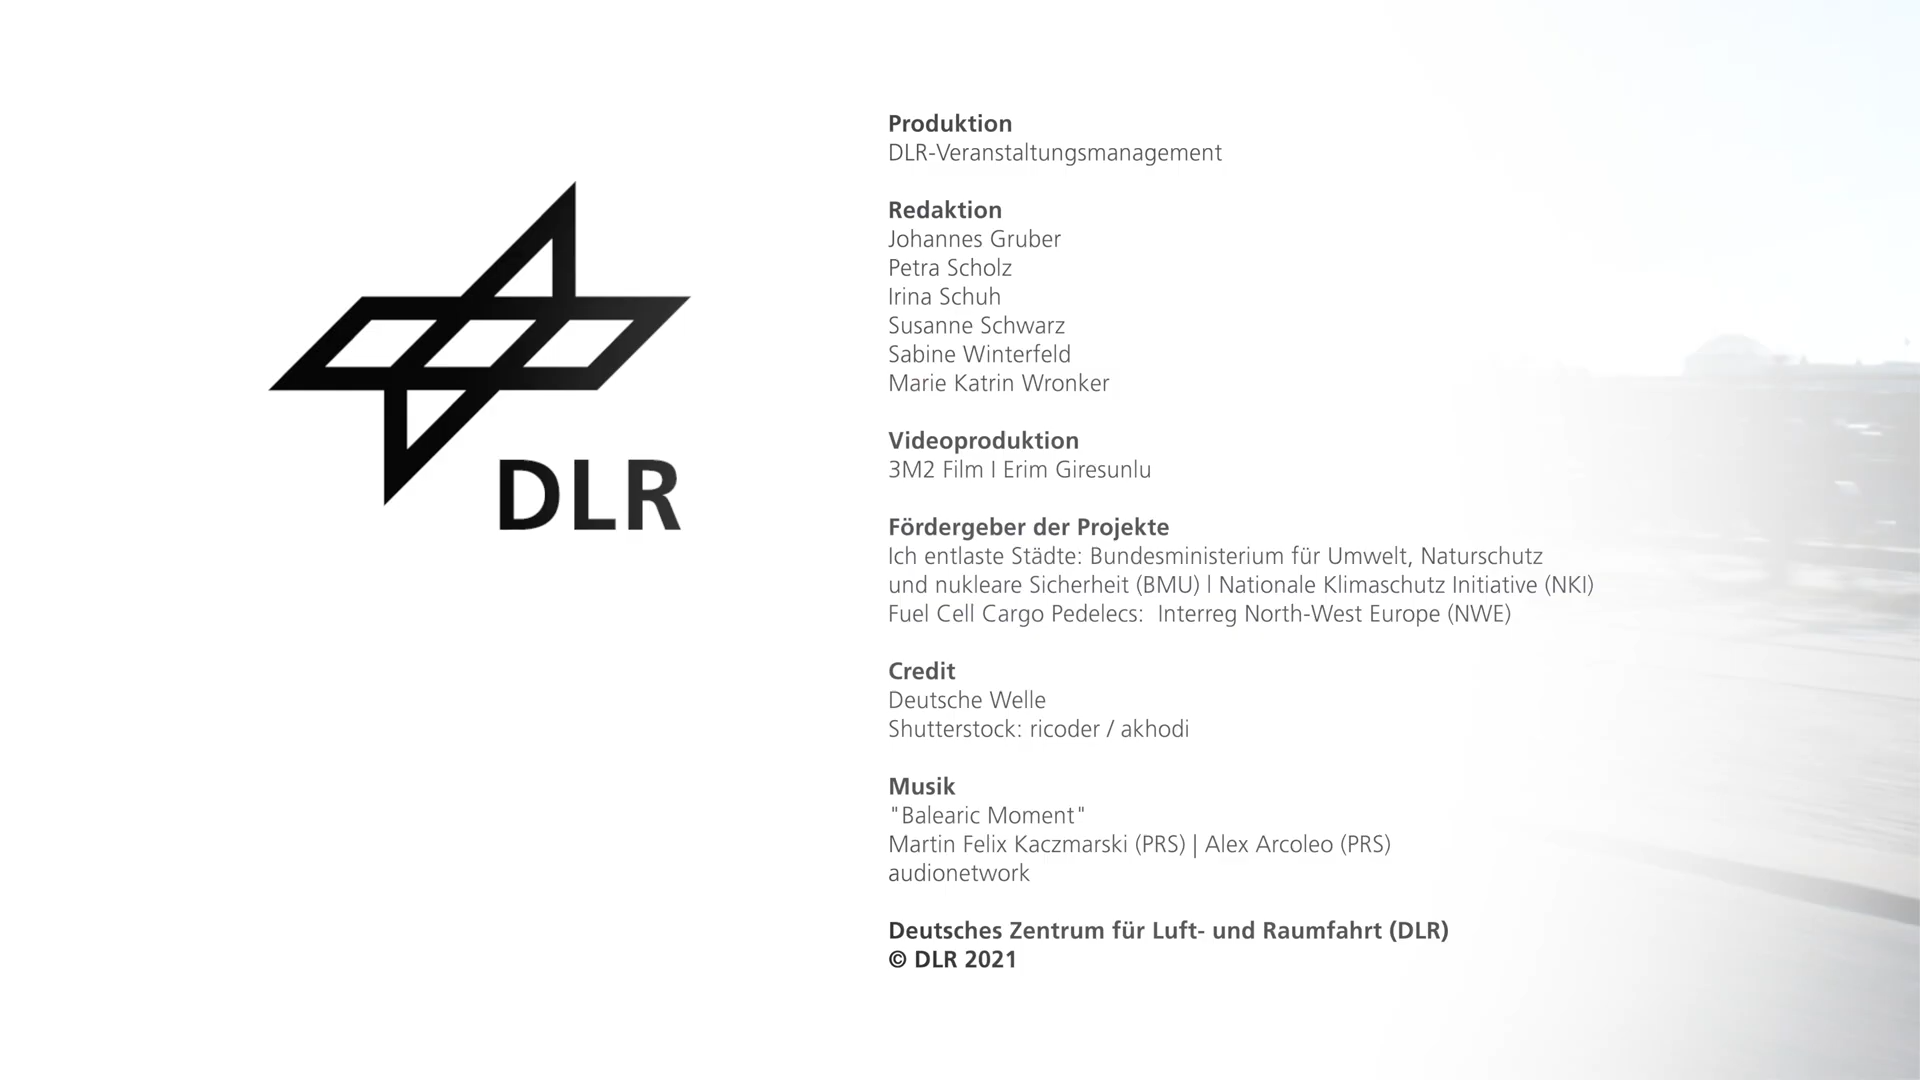 DLR
Produktion
DLR-Veranstaltungsmanagement
Redaktion
Johannes Gruber
Petra Scholz
Irina Schuh
Susanne Schwarz
Sabine Winterfeld
Marie Katrin Wronker
Videoproduktion
3M2 Film I Erim Giresunlu
Fördergeber der Projekte
Ich entlaste Städte: Bundesministerium für Umwelt, Naturschutz
und nukleare Sicherheit (BMU) l Nationale Klimaschutz Initiative (NKI)
Fuel Cell Cargo Pedelecs:  Interreg North-West Europe (NWE)
Credit
Deutsche Welle
Shutterstock: ricoder / akhodi
Musik
"Balearic Moment"
Martin Felix Kaczmarski (PRS) | Alex Arcoleo (PRS)
audionetwork
Deutsches Zentrum für Luft- und Raumfahrt (DLR)
© DLR 2021